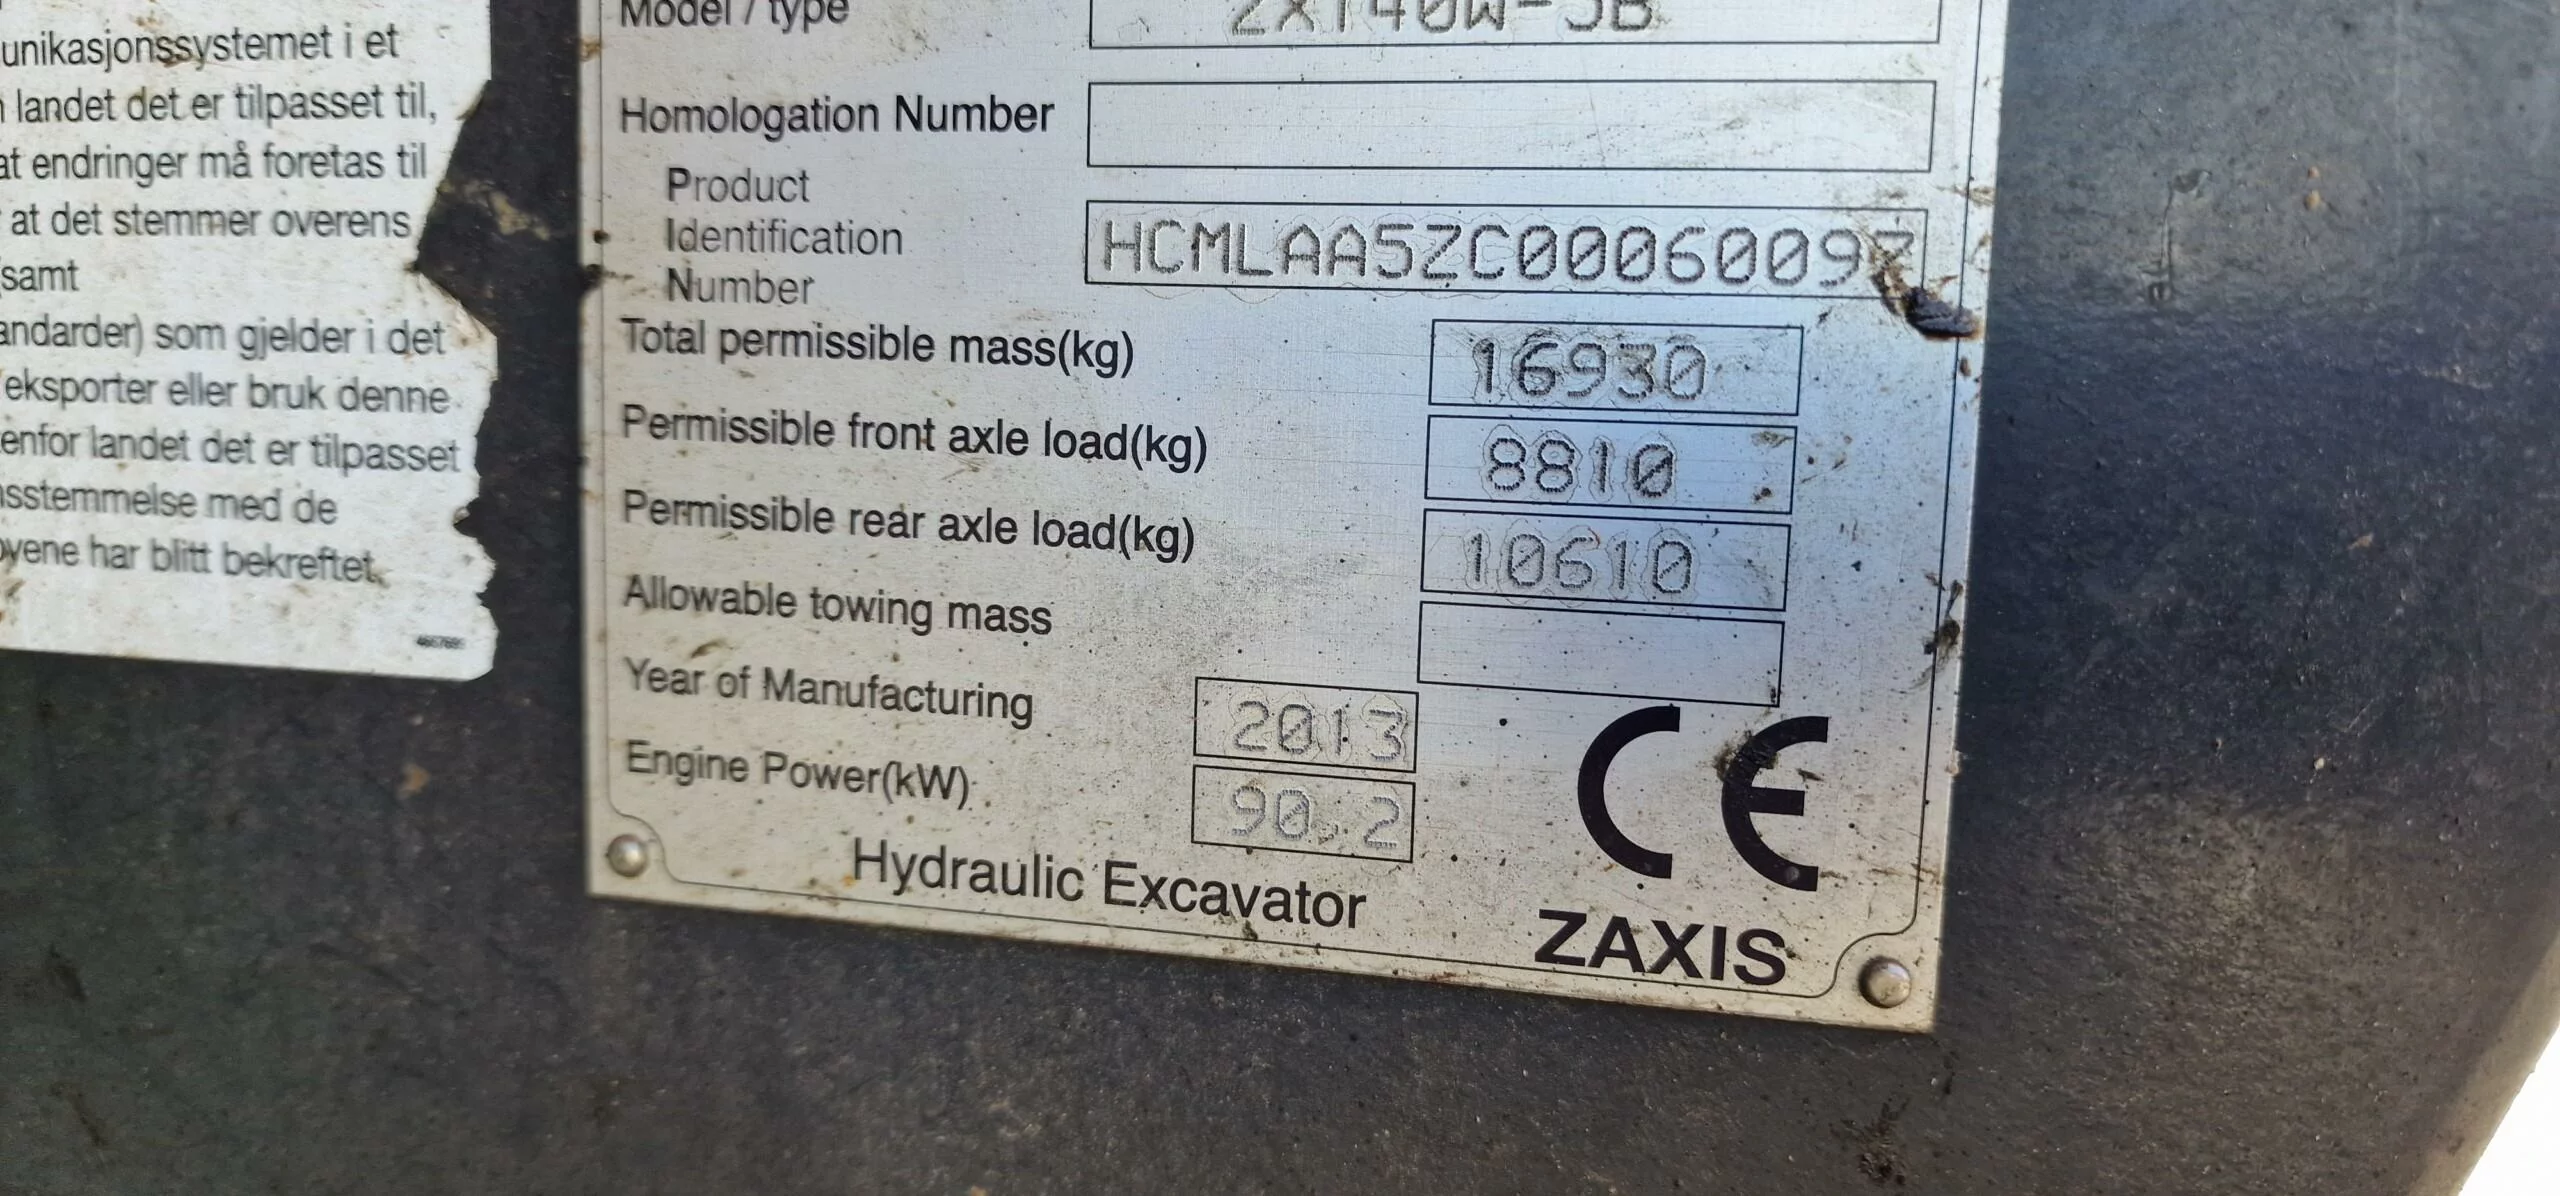 unikasjonssystemet i et
landet det er tilpasset til,
at endringer må foretas til
at det stemmer overens
samt
andarder) som gjelder i det
eksporter eller bruk denne
enfor landet det er tilpasset
sstemmelse med de
ovene har blitt bekreftet.
Model / type
Homologation Number
Product
Identification
Number HCMLAA5ZC0006009
Total permissible mass(kg) 16930
Permissible front axle load(kg) 8810
Permissible rear axle load(kg) 10610
Allowable towing mass
Year of Manufacturing 2013
Engine Power(kW) 90.2
CE
Hydraulic Excavator
ZAXIS